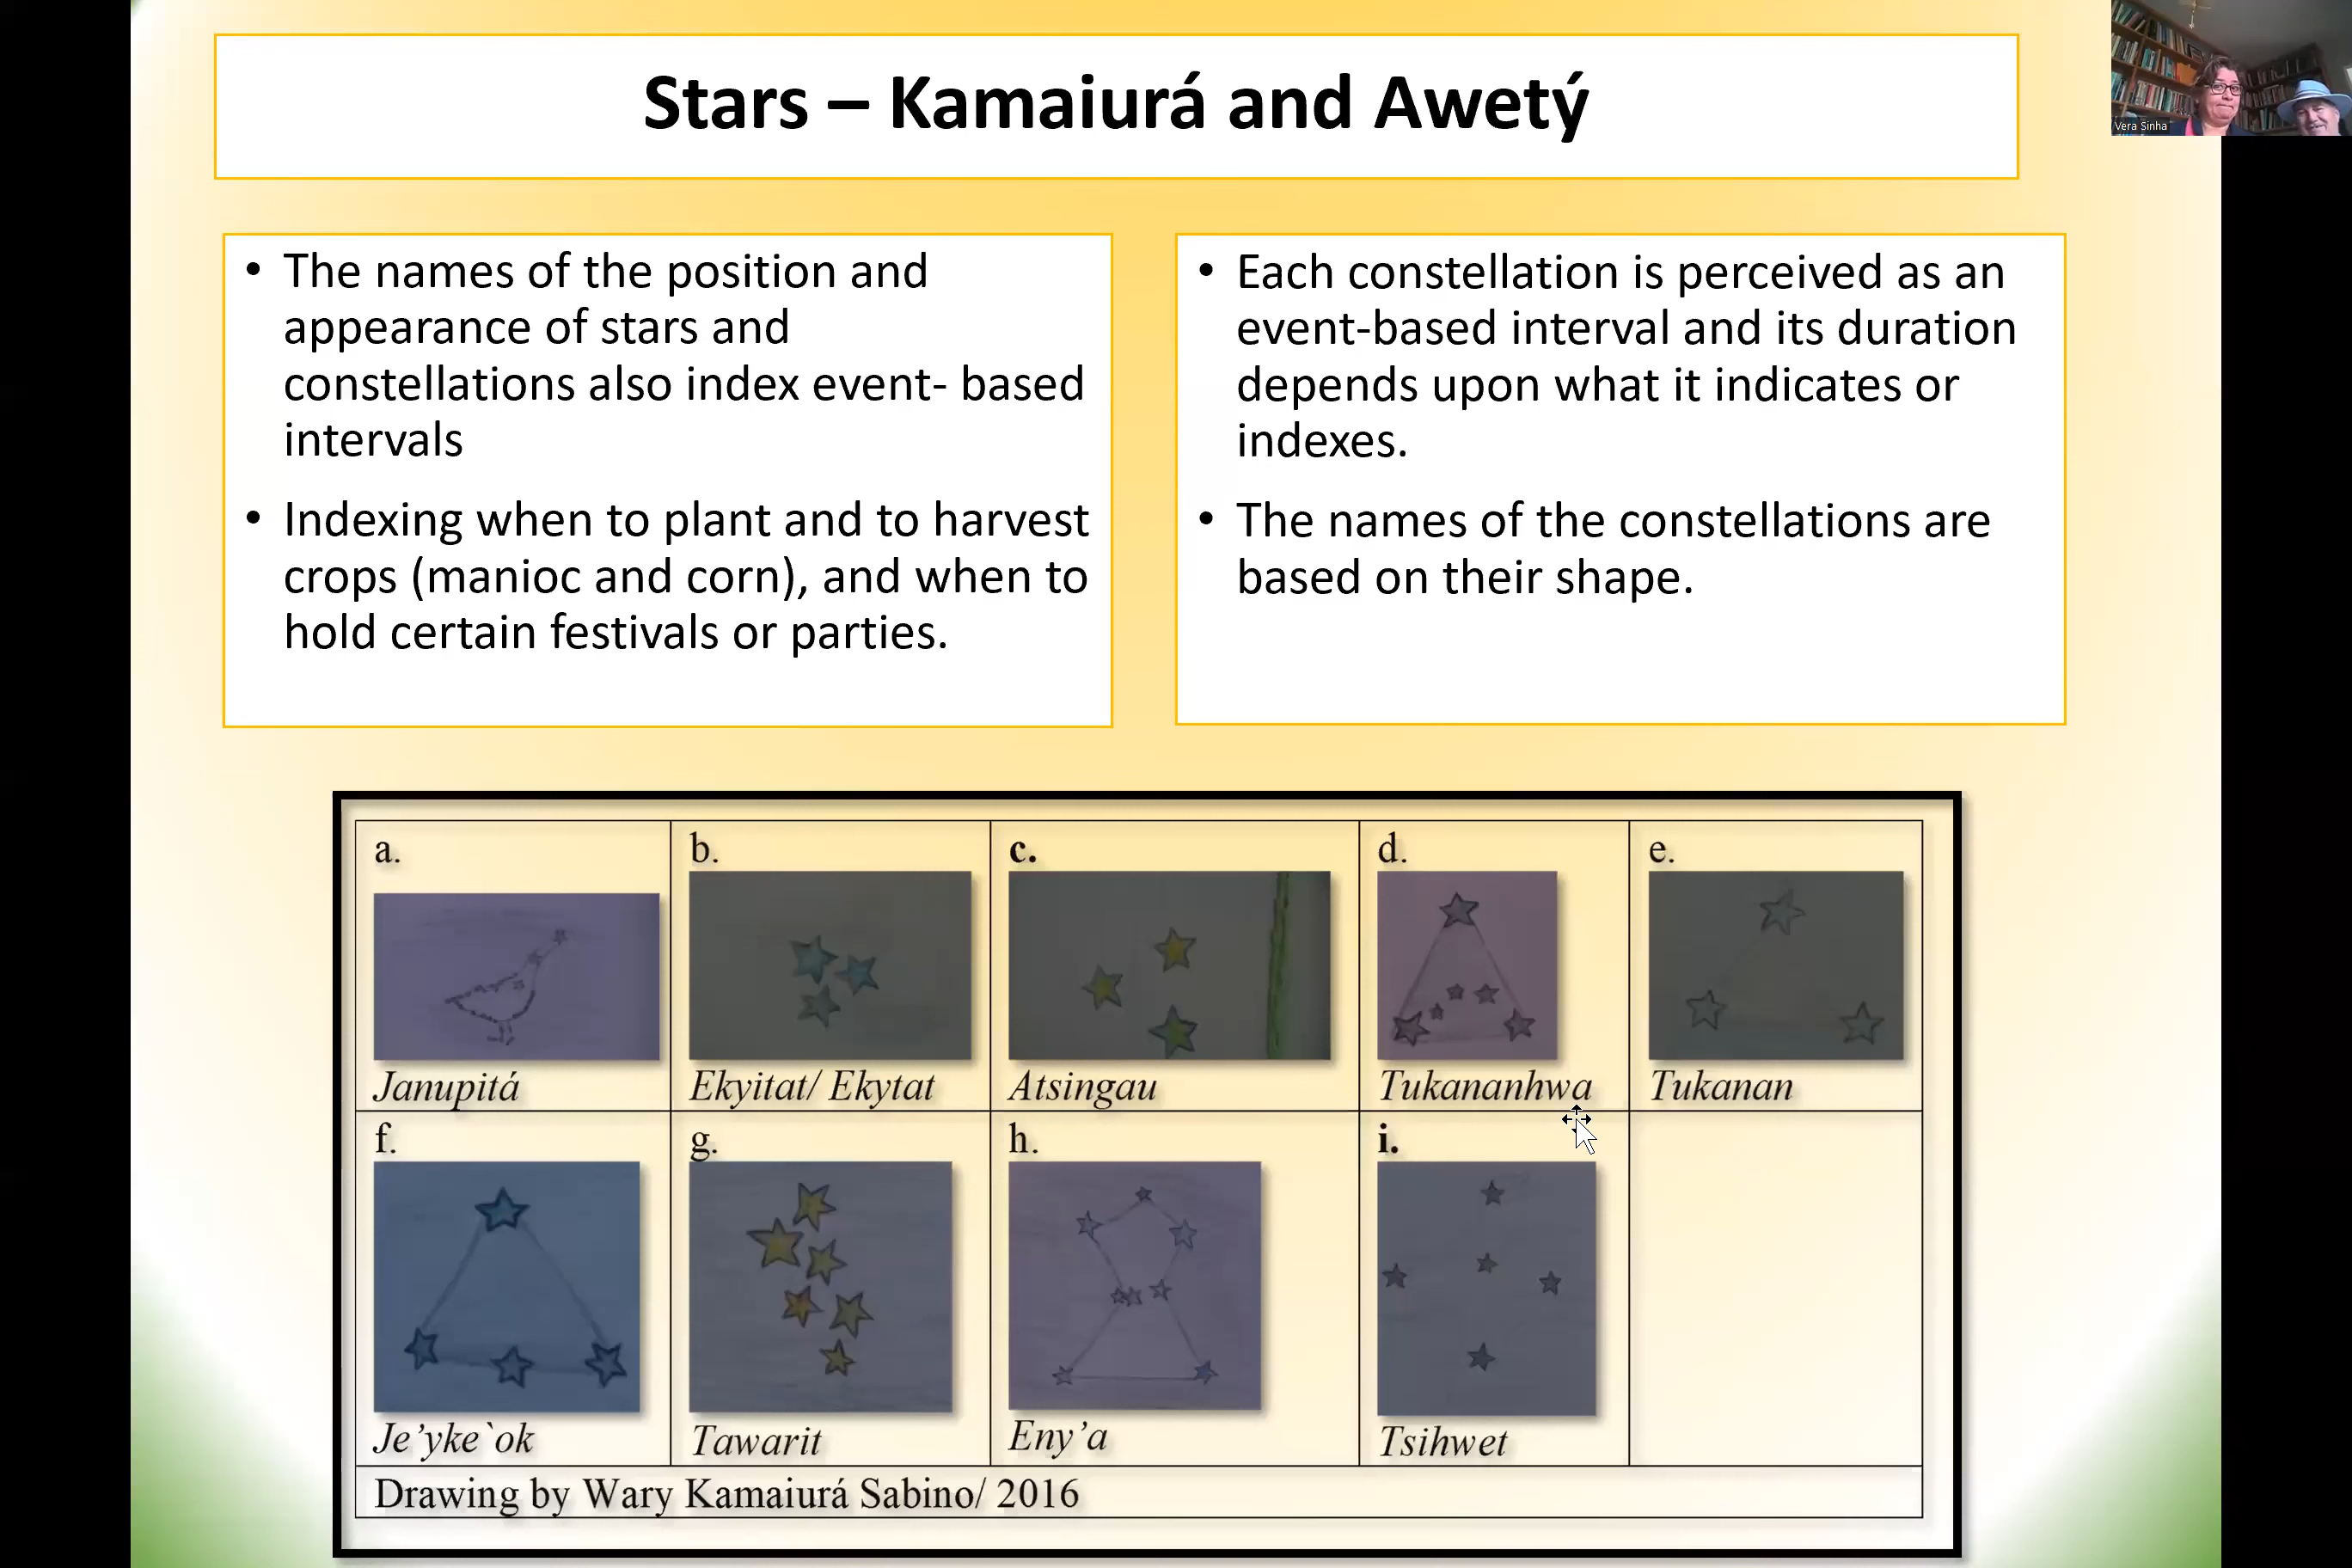 Stars – Kamaiurá and Awetý
Vera Sinha
• The names of the position and
appearance of stars and
constellations also index event- based
intervals
• Indexing when to plant and to harvest
crops (manioc and corn), and when to
hold certain festivals or parties.
• Each constellation is perceived as an
event-based interval and its duration
depends upon what it indicates or
indexes.
• The names of the constellations are
based on their shape.
a.
Janupitá
b.
Ekyitat/ Ekytat
c.
Atsingau
d.
Tukananhwa
e.
Tukanan
f.
Je’yke`ok
g.
Tawarit
h.
Eny’a
i.
Tsihwet
Drawing by Wary Kamaiurá Sabino/ 2016